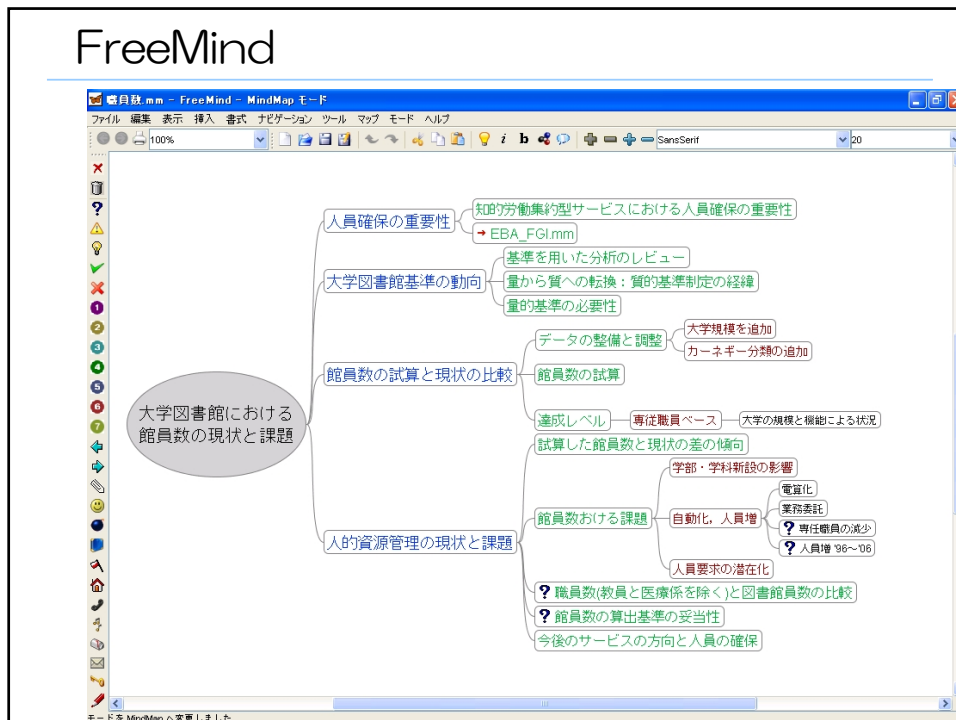 FreeMind
職員数.mm - FreeMind - MindMap モード
ファイル 編集 表示 挿入 書式 ナビゲーション ツール マップ モード ヘルプ
100%
i b
SansSerif
20
人員確保の重要性
知的労働集約型サービスにおける人員確保の重要性
EBA_FGI.mm
大学図書館基準の動向
基準を用いた分析のレビュー
量から質への転換：質的基準制定の経緯
量的基準の必要性
館員数の試算と現状の比較
データの整備と調整
大学規模を追加
カーネギー分類の追加
館員数の試算
達成レベル
専従職員ベース
大学の規模と機能による状況
大学図書館における
館員数の現状と課題
人的資源管理の現状と課題
試算した館員数と現状の差の傾向
館員数おける課題
学部・学科新設の影響
自動化，人員増
電算化
業務委託
? 専任職員の減少
? 人員増 '96～'06
人員要求の潜在化
? 職員数(教員と医療係を除く)と図書館員数の比較
? 館員数の算出基準の妥当性
今後のサービスの方向と人員の確保
?
1
2
3
4
5
6
7
モードを MindMap へ変更しました